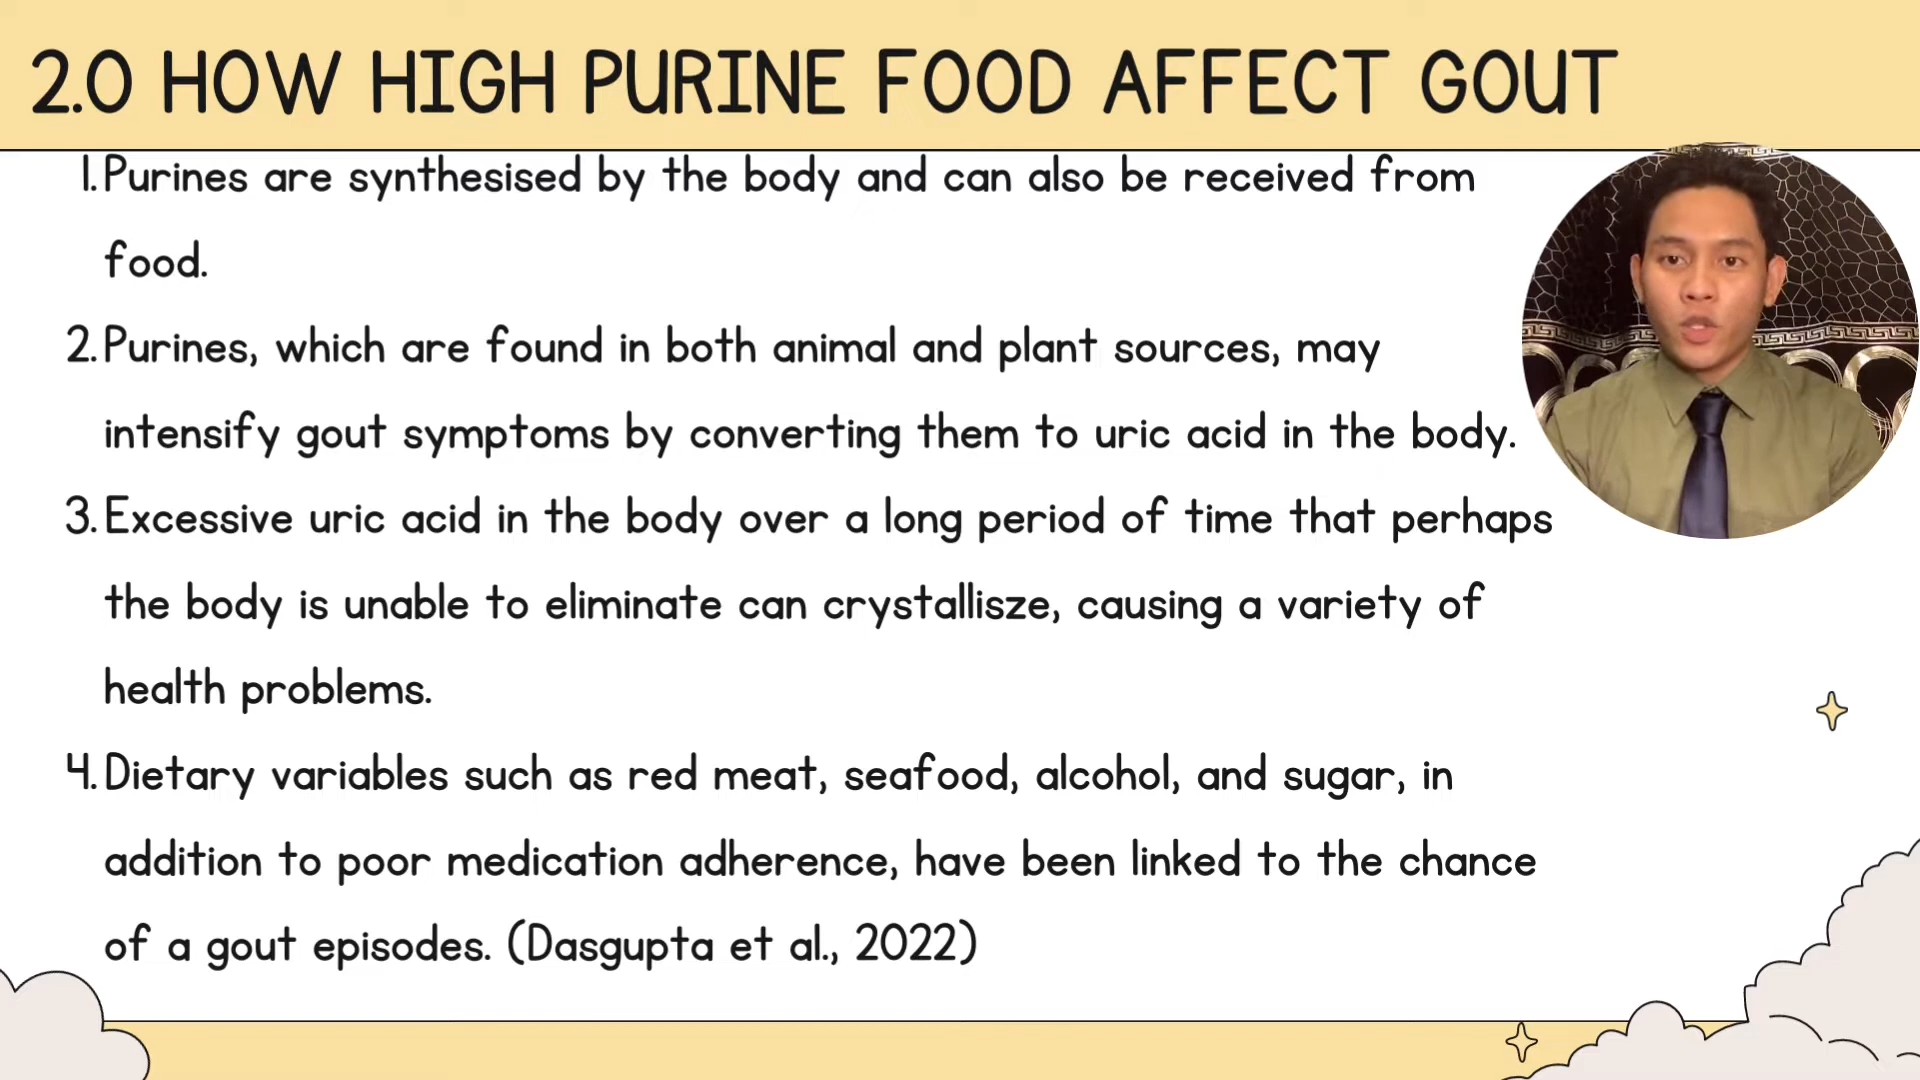 2.0 HOW HIGH PURINE FOOD AFFECT GOUT
1. Purines are synthesised by the body and can also be received from
food.
2. Purines, which are found in both animal and plant sources, may
intensify gout symptoms by converting them to uric acid in the body.
3. Excessive uric acid in the body over a long period of time that perhaps
the body is unable to eliminate can crystallisze, causing a variety of
health problems.
4. Dietary variables such as red meat, seafood, alcohol, and sugar, in
addition to poor medication adherence, have been linked to the chance
of a gout episodes. (Dasgupta et al., 2022)